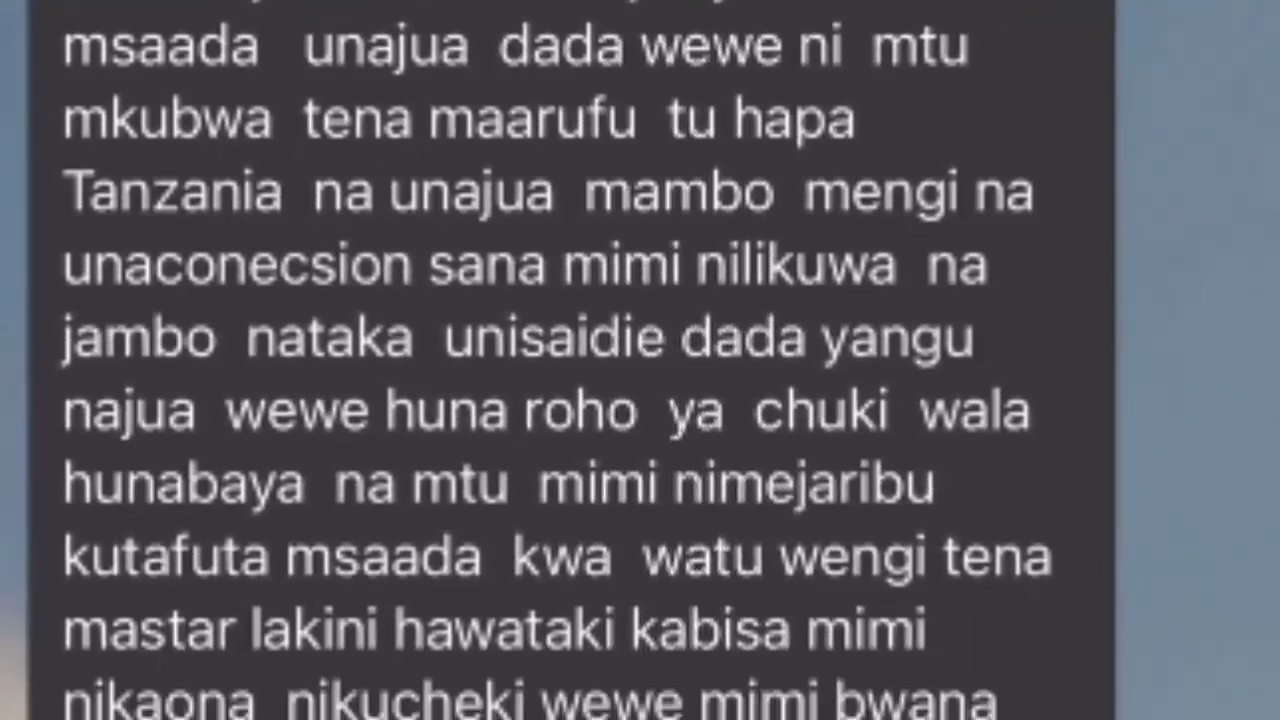 msaada unajua dada wewe ni mtu
mkubwa tena maarufu tu hapa
Tanzania na unajua mambo mengi na
unaconecsion sana mimi nilikuwa na
jambo nataka unisaidie dada yangu
najua wewe huna roho ya chuki wala
hunabaya na mtu mimi nimejaribu
kutafuta msaada kwa watu wengi tena
mastar lakini hawataki kabisa mimi
nikaona nikucheki wewe mimi bwana